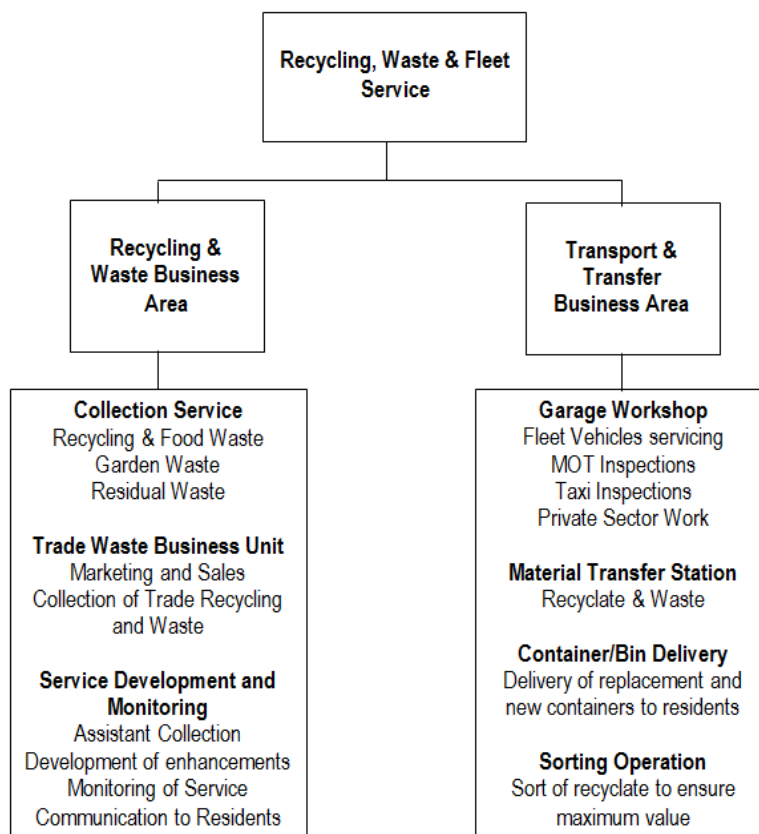 Recycling, Waste & Fleet
Service
Recycling &
Waste Business
Area
Transport &
Transfer
Business Area
Collection Service
Recycling & Food Waste
Garden Waste
Residual Waste
Trade Waste Business Unit
Marketing and Sales
Collection of Trade Recycling
and Waste
Service Development and
Monitoring
Assistant Collection
Development of enhancements
Monitoring of Service
Communication to Residents
Garage Workshop
Fleet Vehicles servicing
MOT Inspections
Taxi Inspections
Private Sector Work
Material Transfer Station
Recyclate & Waste
Container/Bin Delivery
Delivery of replacement and
new containers to residents
Sorting Operation
Sort of recyclate to ensure
maximum value